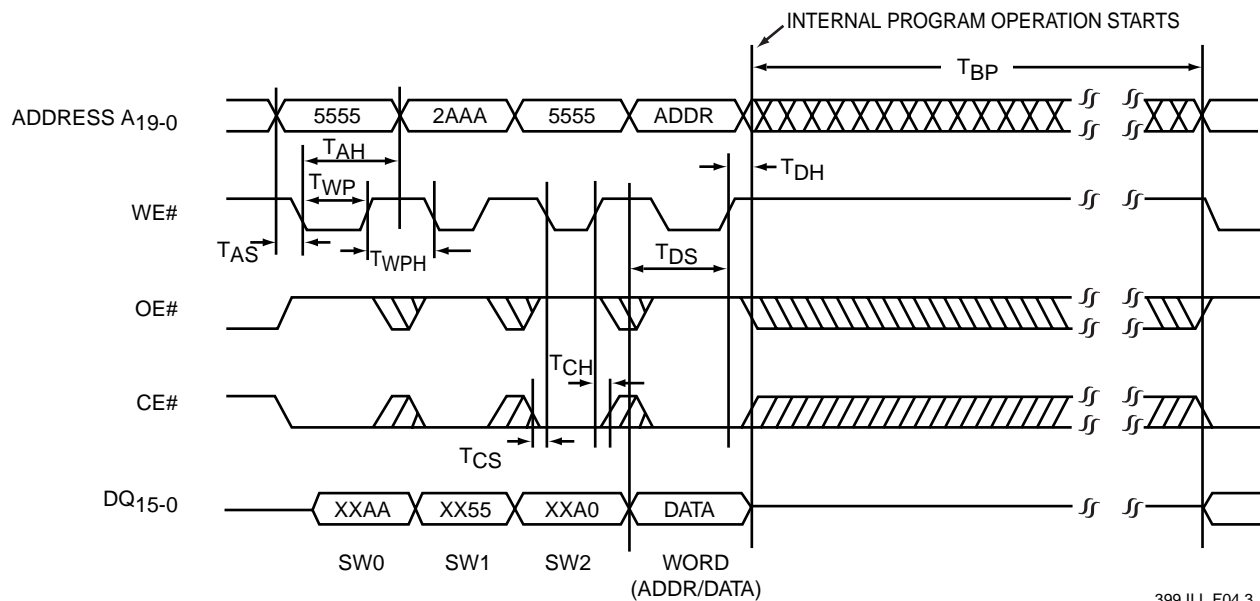 INTERNAL PROGRAM OPERATION STARTS
TBP
ADDRESS A19-0
5555
2AAA
5555
ADDR
TAH
TDH
TWP
WE#
TAS
TWPH
TDS
OE#
TCH
CE#
TCS
DQ15-0
XXAA
XX55
XXA0
DATA
SW0
SW1
SW2
WORD
(ADDR/DATA)